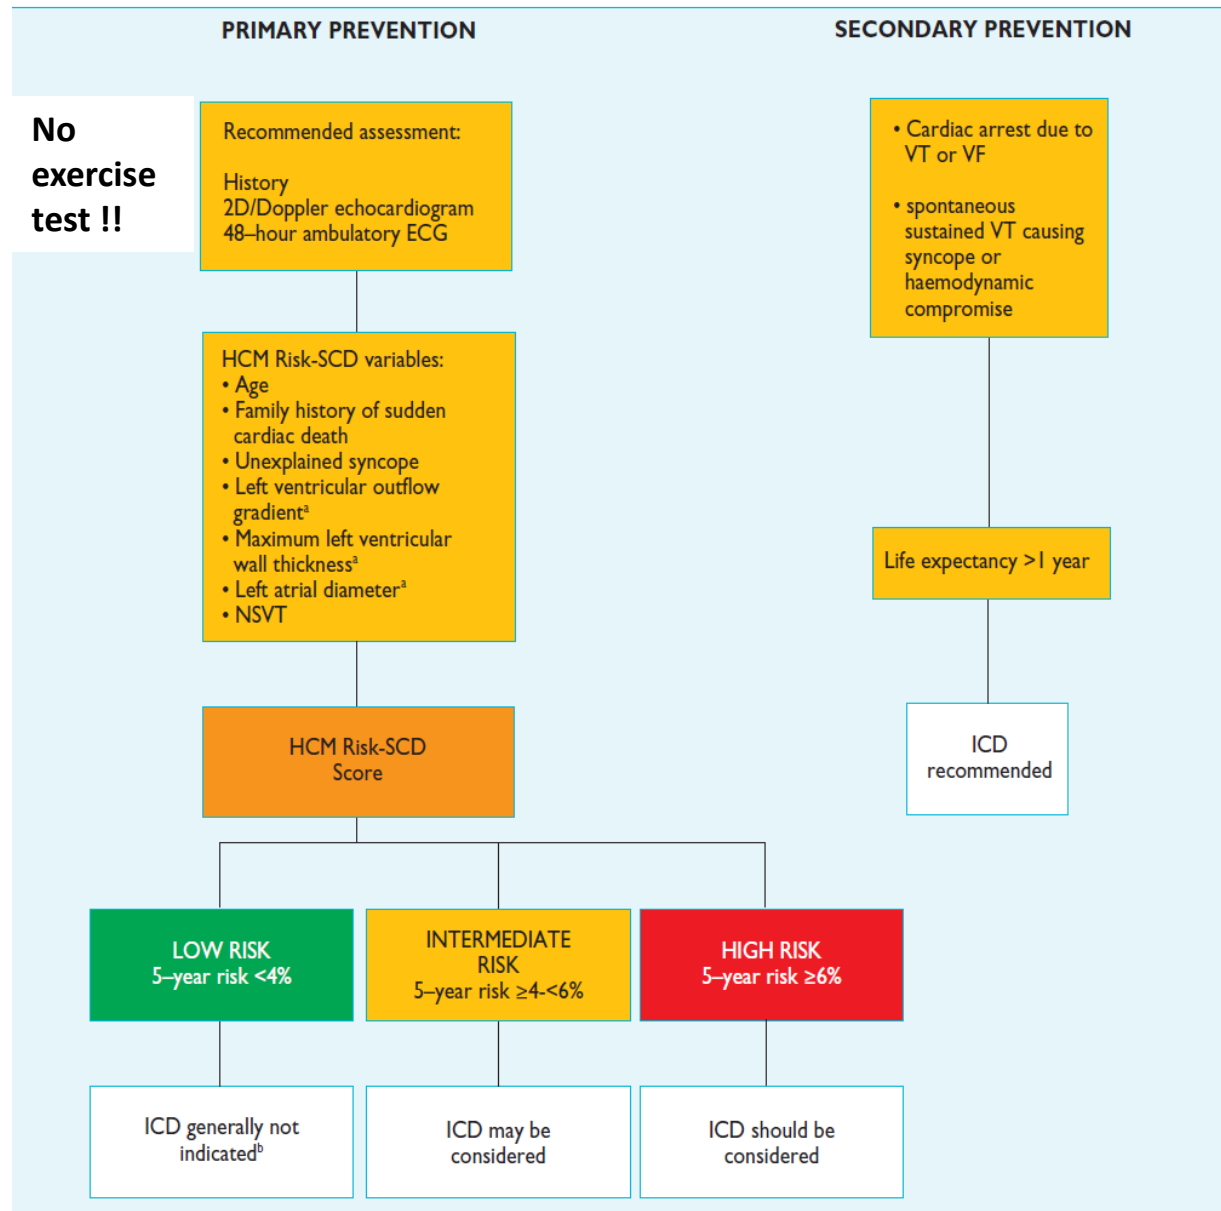 PRIMARY PREVENTION
SECONDARY PREVENTION
No
exercise
test !!
Recommended assessment:
History
2D/Doppler echocardiogram
48–hour ambulatory ECG
• Cardiac arrest due to
VT or VF
• spontaneous
sustained VT causing
syncope or
haemodynamic
compromise
HCM Risk-SCD variables:
• Age
• Family history of sudden
cardiac death
• Unexplained syncope
• Left ventricular outflow
gradientᵃ
• Maximum left ventricular
wall thicknessᵃ
• Left atrial diameterᵃ
• NSVT
Life expectancy >1 year
HCM Risk-SCD
Score
ICD
recommended
LOW RISK
5–year risk <4%
INTERMEDIATE
RISK
5–year risk ≥4-<6%
HIGH RISK
5–year risk ≥6%
ICD generally not
indicatedᵇ
ICD may be
considered
ICD should be
considered